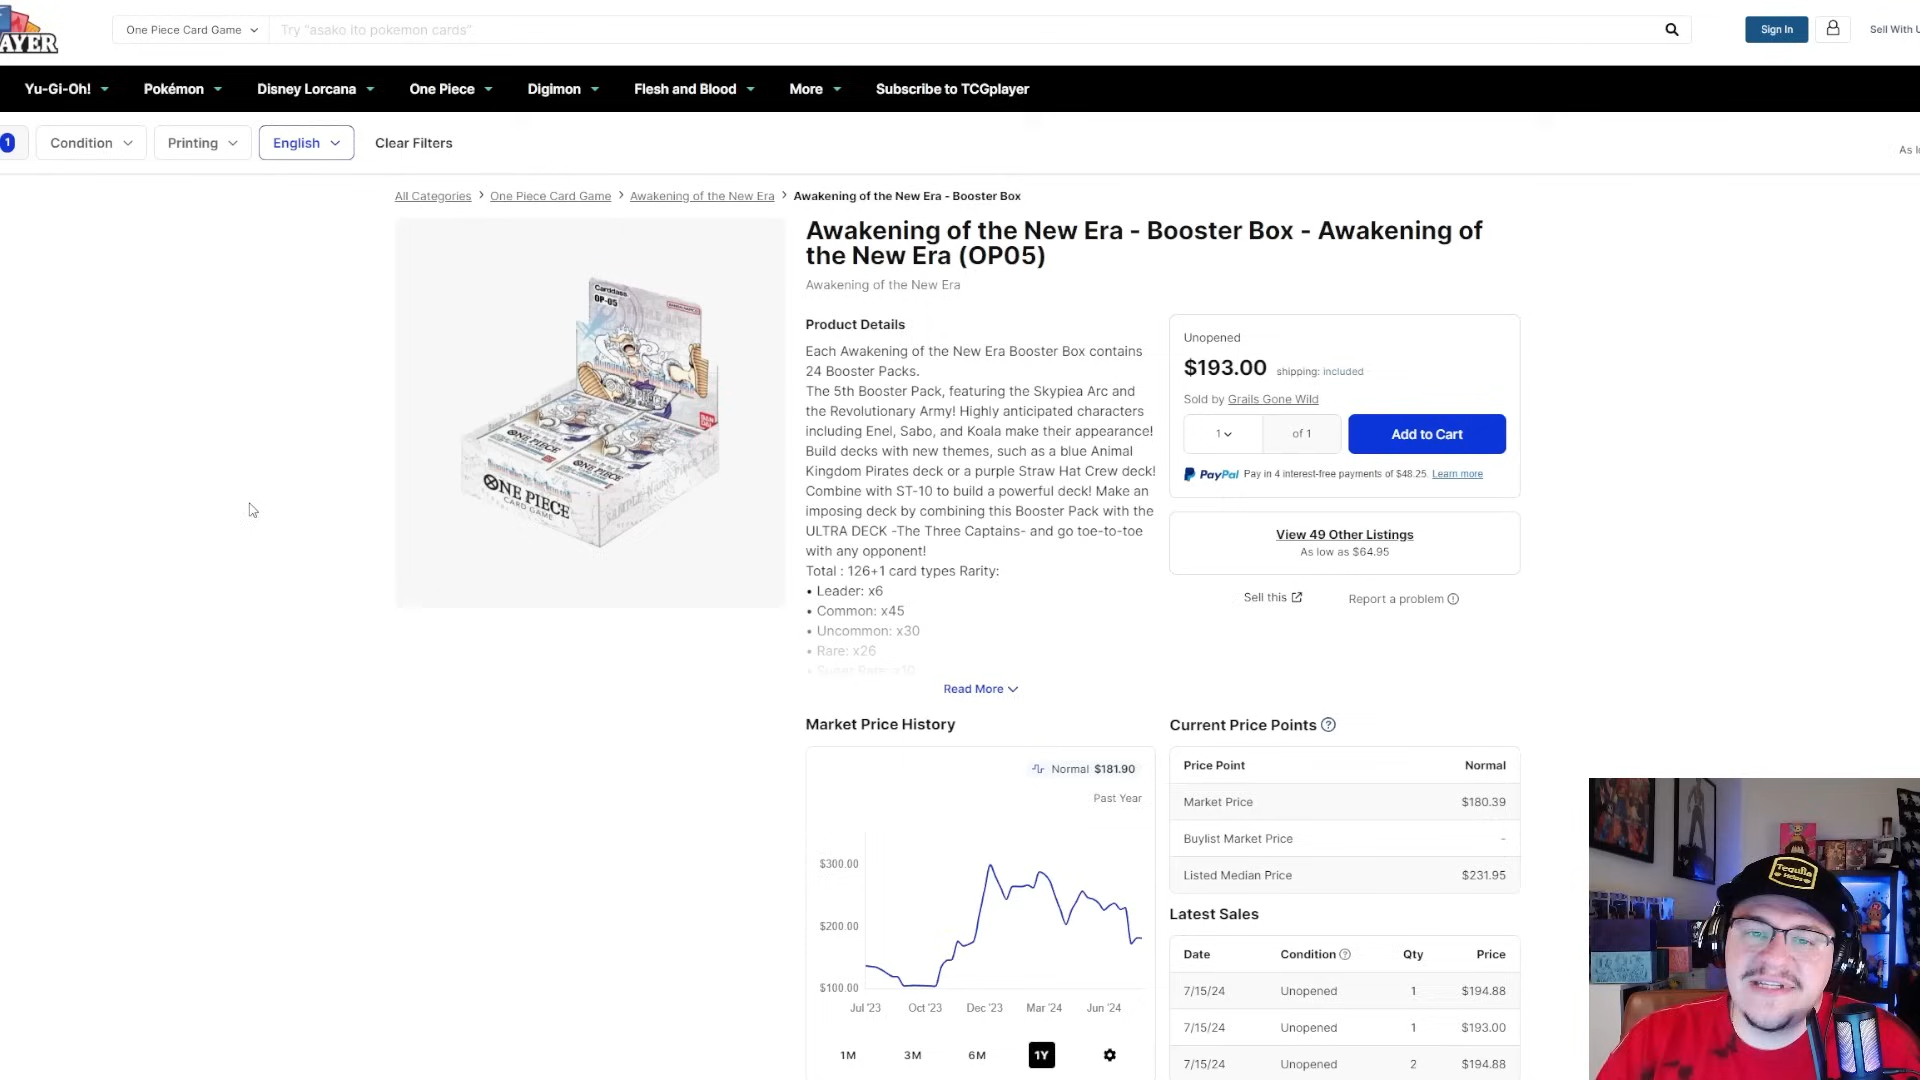 AYER
One Piece Card Game
Try "asako ito pokemon cards"
Sign In
Sell With U
Yu-Gi-Oh!
Pokémon
Disney Lorcana
One Piece
Digimon
Flesh and Blood
More
Subscribe to TCGplayer
1
Condition
Printing
English
Clear Filters
As lo
All Categories > One Piece Card Game > Awakening of the New Era > Awakening of the New Era - Booster Box
Awakening of the New Era - Booster Box - Awakening of
the New Era (OP05)
Awakening of the New Era
Carddass
OP-05
ONE PIECE
ONE PIECE
ONE PIECE
CARD GAME
Product Details
Each Awakening of the New Era Booster Box contains
24 Booster Packs.
The 5th Booster Pack, featuring the Skypiea Arc and
the Revolutionary Army! Highly anticipated characters
including Enel, Sabo, and Koala make their appearance!
Build decks with new themes, such as a blue Animal
Kingdom Pirates deck or a purple Straw Hat Crew deck!
Combine with ST-10 to build a powerful deck! Make an
imposing deck by combining this Booster Pack with the
ULTRA DECK -The Three Captains- and go toe-to-toe
with any opponent!
Total : 126+1 card types Rarity:
• Leader: x6
• Common: x45
• Uncommon: x30
• Rare: x26
• Super Rare: x10
Read More
Unopened
$193.00 shipping: included
Sold by Grails Gone Wild
1
of 1
Add to Cart
PayPal Pay in 4 interest-free payments of $48.25. Learn more
View 49 Other Listings
As low as $64.95
Sell this
Report a problem
Market Price History
Normal $181.90
Past Year
$300.00
$200.00
$100.00
Jul '23
Oct '23
Dec '23
Mar '24
Jun '24
1M
3M
6M
1Y
Current Price Points
Price Point Normal
Market Price $180.39
Buylist Market Price -
Listed Median Price $231.95
Latest Sales
Date Condition Qty Price
7/15/24 Unopened 1 $194.88
7/15/24 Unopened 1 $193.00
7/15/24 Unopened 2 $194.88
Tequila